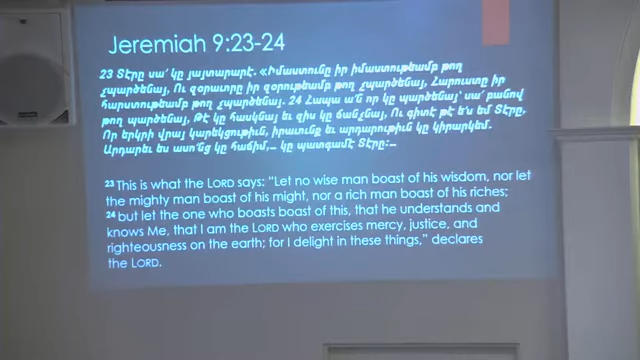 Jeremiah 9:23-24
23 Տէրը սա՛ կը յայտարարէ. «Իմաստունը իր իմաստութեամբ թող
չպարծենայ, Ու զօրաւորը իր զօրութեամբ թող չպարծենայ, Հարուստը իր
հարստութեամբ թող չպարծենայ. 24 Հապա ա՛ն որ կը պարծենայ՝ սա՛ բանով
թող պարծենայ, Թէ կը հասկնայ եւ զիս կը ճանչնայ, Ու գիտէ թէ ե՛ս եմ Տէրը,
Որ երկրի վրայ կարեկցութիւն, իրաւունք եւ արդարութիւն կը կիրարկեմ.
Արդարեւ ես ասո՛նց կը հաճիմ,… կը պատգամէ Տէրը:…
23 This is what the LORD says: “Let no wise man boast of his wisdom, nor let
the mighty man boast of his might, nor a rich man boast of his riches;
24 but let the one who boasts boast of this, that he understands and
knows Me, that I am the LORD who exercises mercy, justice, and
righteousness on the earth; for I delight in these things,” declares
the LORD.